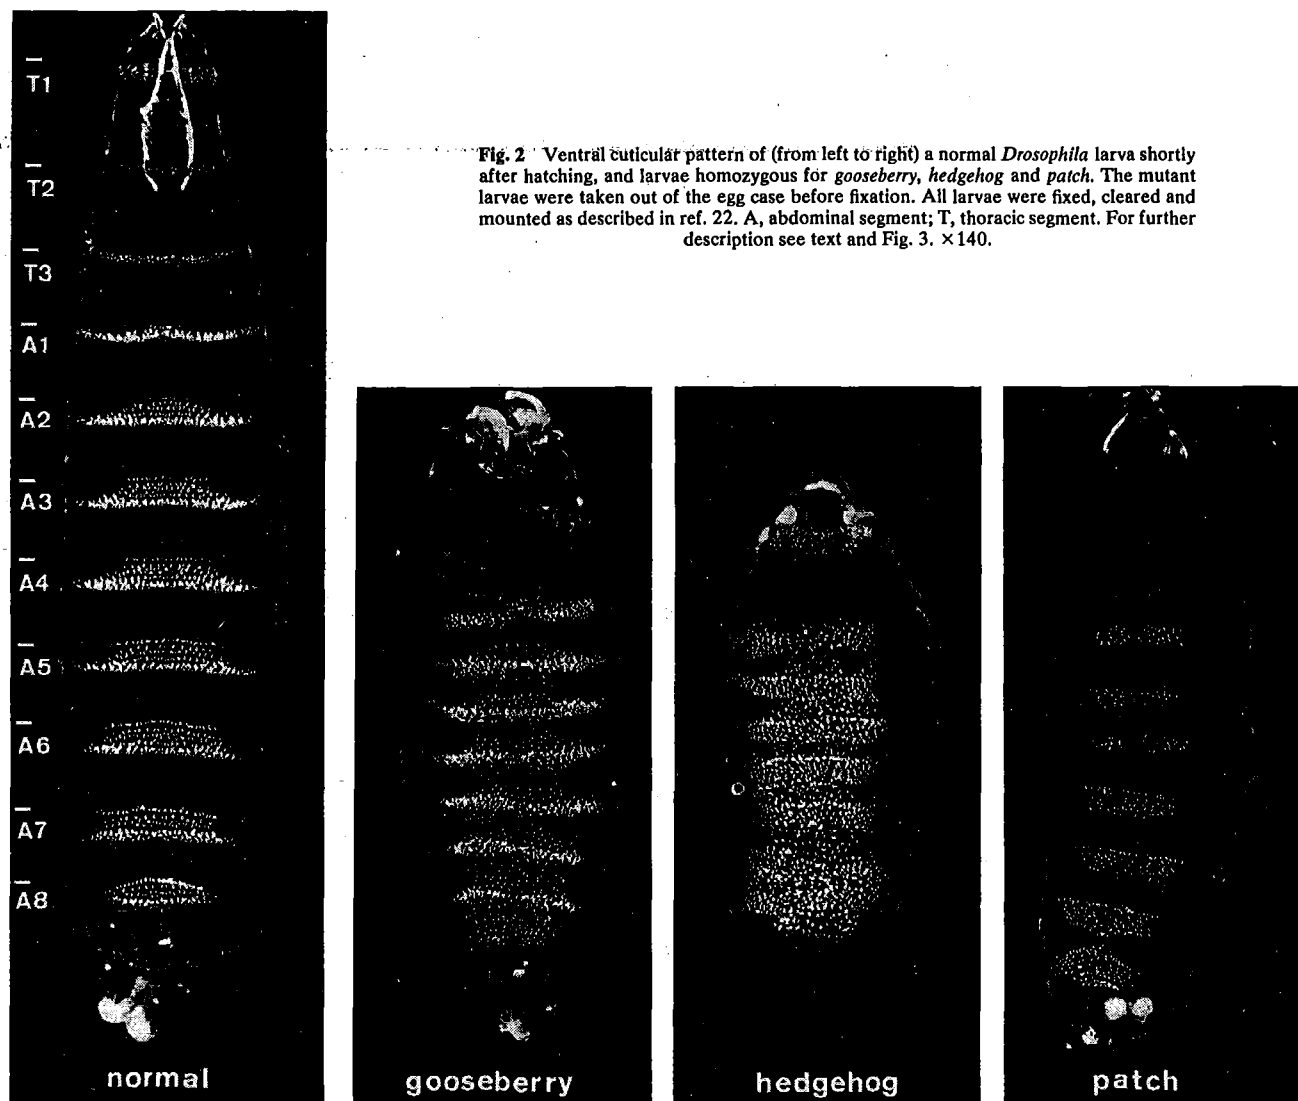 T1
T2
T3
A1
A2
A3
A4
A5
A6
A7
A8
Fig. 2 Ventral cuticular pattern of (from left to right) a normal Drosophila larva shortly
after hatching, and larvae homozygous for gooseberry, hedgehog and patch. The mutant
larvae were taken out of the egg case before fixation. All larvae were fixed, cleared and
mounted as described in ref. 22. A, abdominal segment; T, thoracic segment. For further
description see text and Fig. 3. ×140.
normal
gooseberry
hedgehog
patch